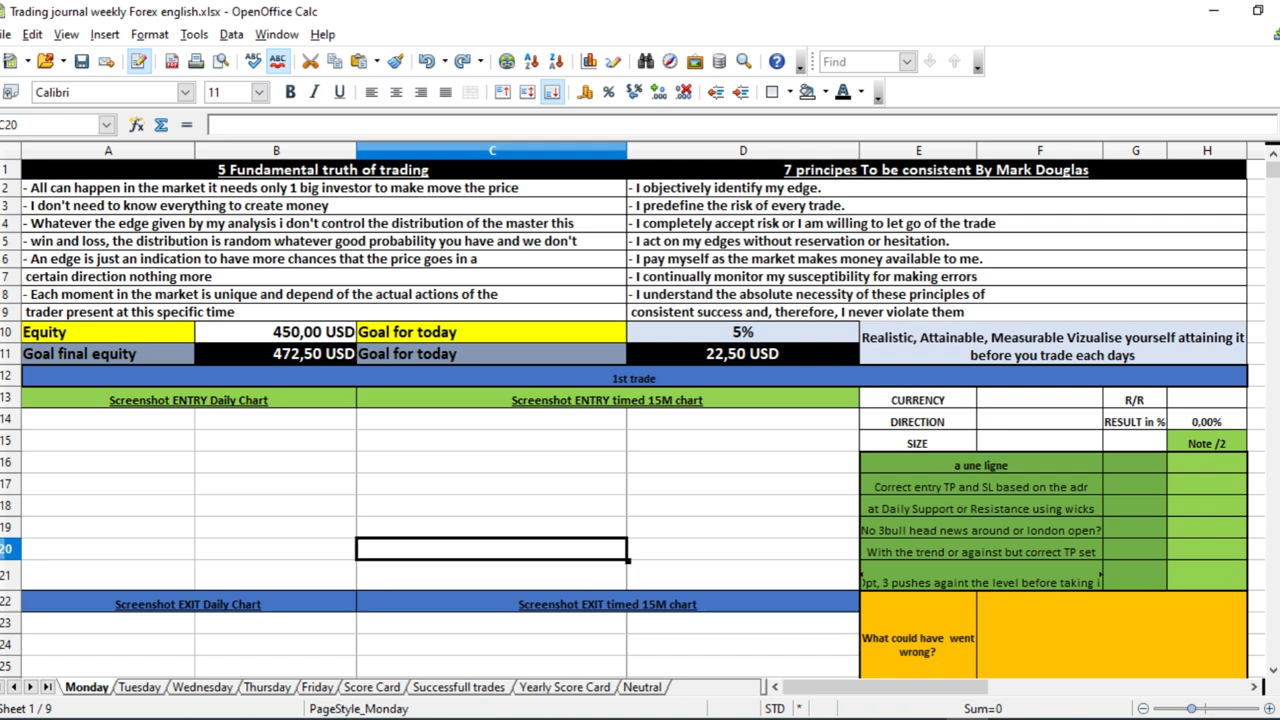 Trading journal weekly Forex english.xlsx - OpenOffice Calc
ile Edit View Insert Format Tools Data Window Help
Find
Calibri 11
C20
A B C D E F G H
1 5 Fundamental truth of trading 7 principes To be consistent By Mark Douglas
2 - All can happen in the market it needs only 1 big investor to make move the price - I objectively identify my edge.
3 - I don't need to know everything to create money - I predefine the risk of every trade.
4 - Whatever the edge given by my analysis i don't control the distribution of the master this - I completely accept risk or I am willing to let go of the trade
5 - win and loss, the distribution is random whatever good probability you have and we don't - I act on my edges without reservation or hesitation.
6 - An edge is just an indication to have more chances that the price goes in a - I pay myself as the market makes money available to me.
7 certain direction nothing more - I continually monitor my susceptibility for making errors
8 - Each moment in the market is unique and depend of the actual actions of the - I understand the absolute necessity of these principles of
9 trader present at this specific time consistent success and, therefore, I never violate them
10 Equity 450,00 USD Goal for today 5% Realistic, Attainable, Measurable Vizualise yourself attaining it
11 Goal final equity 472,50 USD Goal for today 22,50 USD before you trade each days
12 1st trade
13 Screenshot ENTRY Daily Chart Screenshot ENTRY timed 15M chart CURRENCY R/R
14 DIRECTION RESULT in % 0,00%
15 SIZE Note /2
16 a une ligne
17 Correct entry TP and SL based on the adr
18 at Daily Support or Resistance using wicks
19 No 3bull head news around or london open?
20 With the trend or against but correct TP set
21 Opt, 3 pushes againt the level before taking i
22 Screenshot EXIT Daily Chart Screenshot EXIT timed 15M chart
23
24 What could have went
wrong?
25
Monday Tuesday Wednesday Thursday Friday Score Card Successfull trades Yearly Score Card Neutral
Sheet 1 / 9 PageStyle_Monday STD * Sum=0